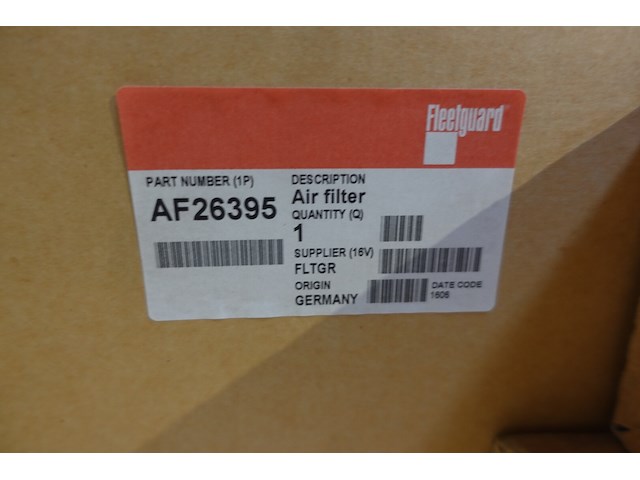 Fleetguard
PART NUMBER (1P)
AF26395
DESCRIPTION
Air filter
QUANTITY (Q)
1
SUPPLIER (16V)
FLTGR
ORIGIN
GERMANY
DATE CODE
1606